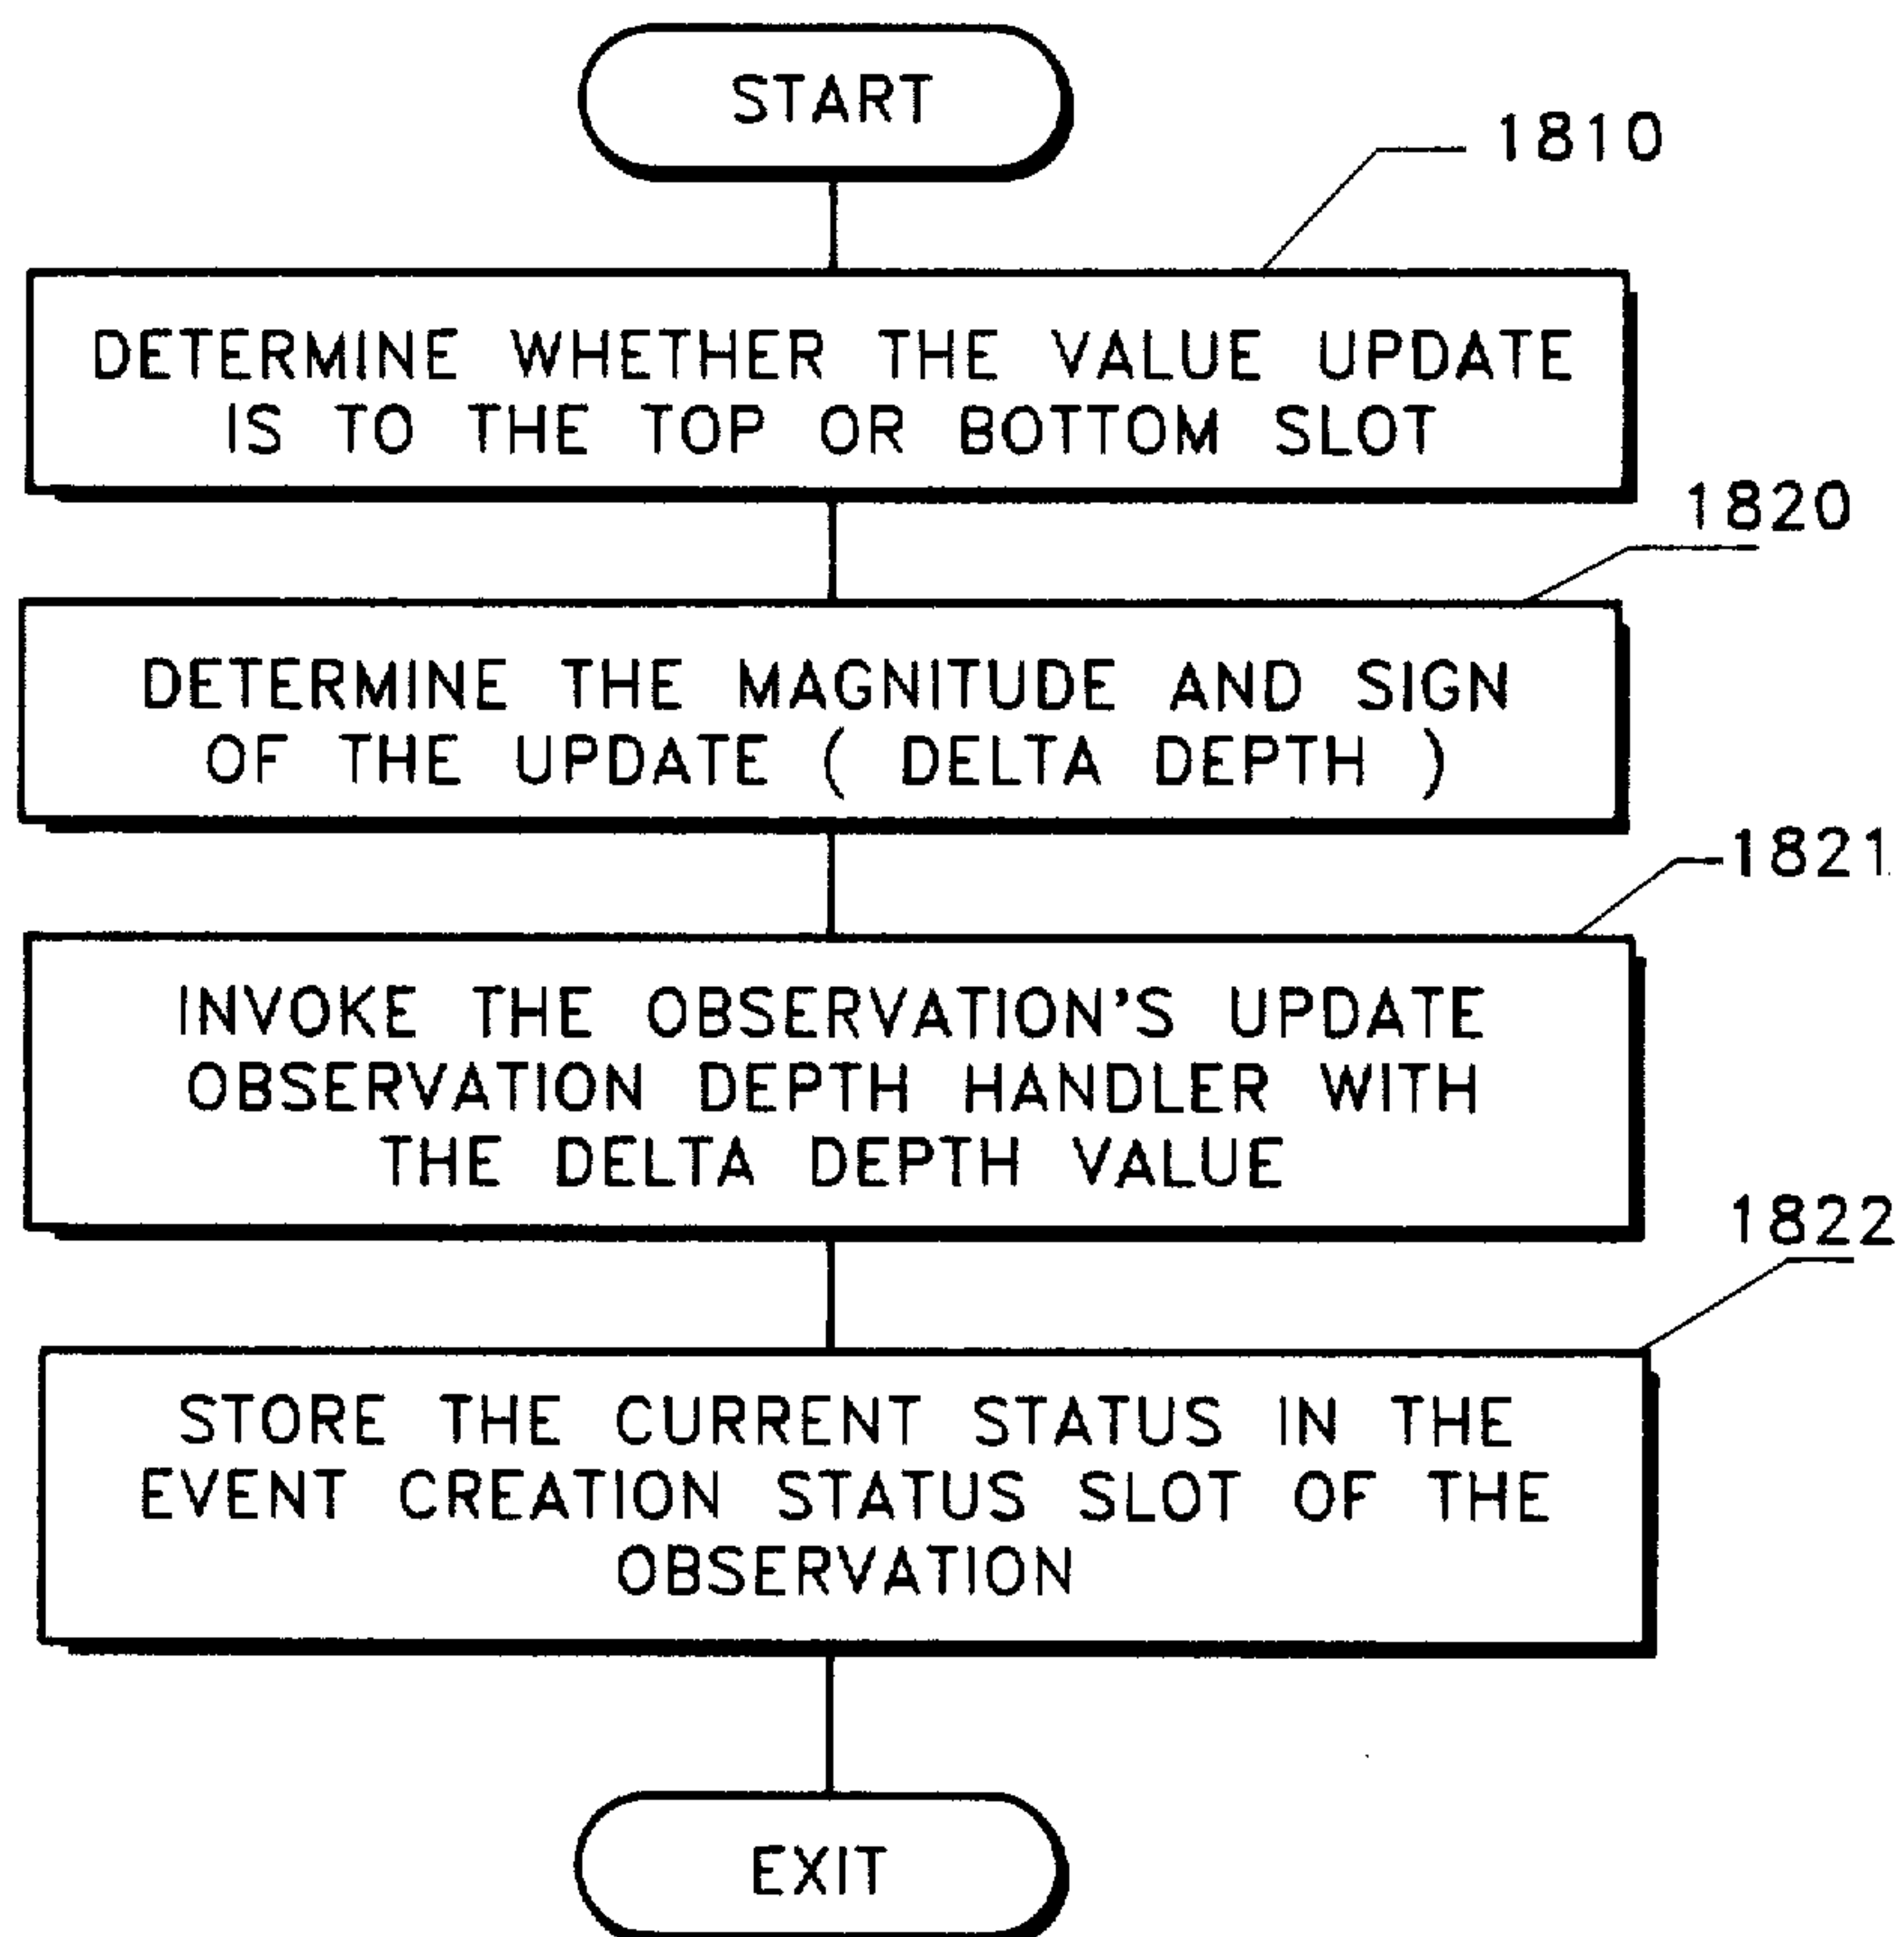 START
1810
DETERMINE WHETHER THE VALUE UPDATE
IS TO THE TOP OR BOTTOM SLOT
1820
DETERMINE THE MAGNITUDE AND SIGN
OF THE UPDATE ( DELTA DEPTH )
1821
INVOKE THE OBSERVATION'S UPDATE
OBSERVATION DEPTH HANDLER WITH
THE DELTA DEPTH VALUE
1822
STORE THE CURRENT STATUS IN THE
EVENT CREATION STATUS SLOT OF THE
OBSERVATION
EXIT